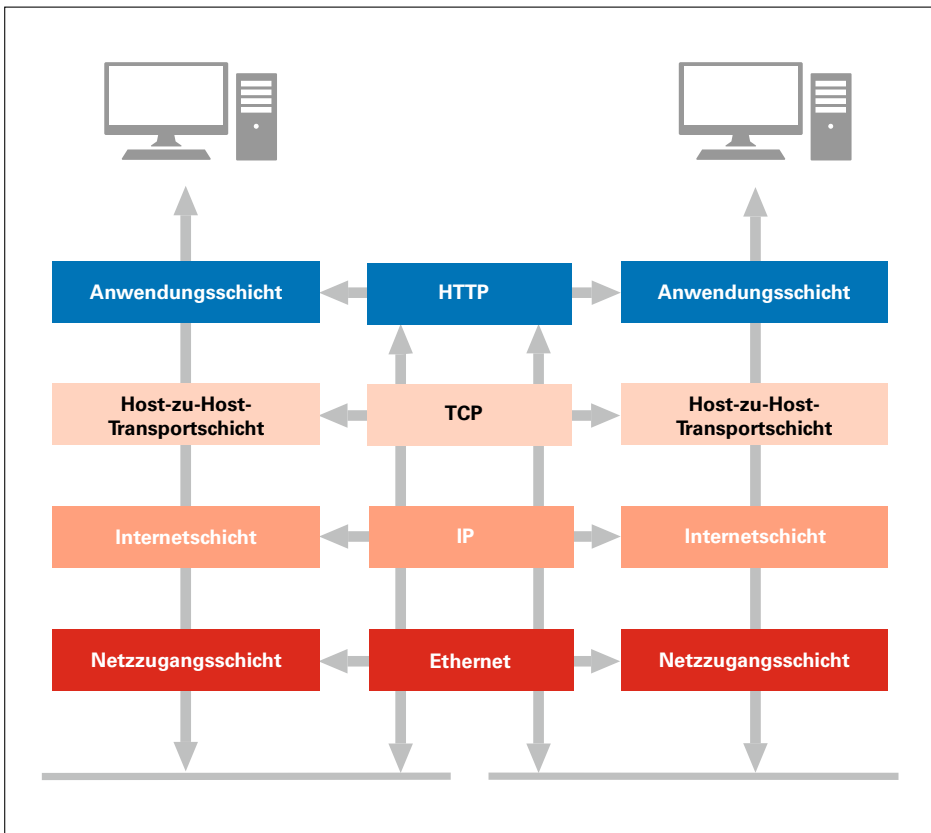 Anwendungsschicht
HTTP
Anwendungsschicht
Host-zu-Host-
Transportschicht
TCP
Host-zu-Host-
Transportschicht
Internetschicht
IP
Internetschicht
Netzzugangsschicht
Ethernet
Netzzugangsschicht